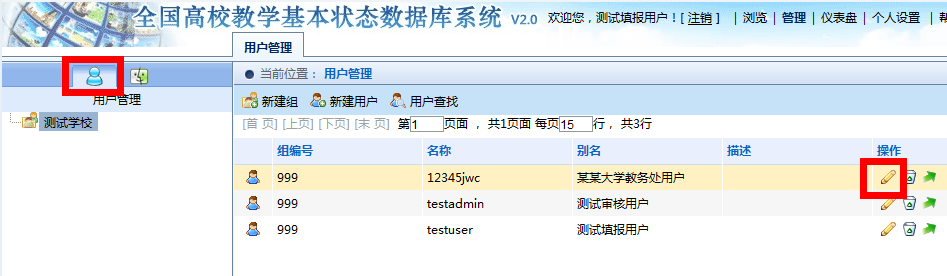 全国高校教学基本状态数据库系统 V2.0 欢迎您，测试填报用户！[ 注销 ] | 浏览 | 管理 | 仪表盘 | 个人设置 |
用户管理
当前位置： 用户管理
用户管理
测试学校
新建组 新建用户 用户查找
[首 页] [上页] [下页] [末 页] 第1页面 ， 共1页面 每页15行， 共3行
组编号 名称 别名 描述 操作
999 12345jwc 某某大学教务处用户
999 testadmin 测试审核用户
999 testuser 测试填报用户